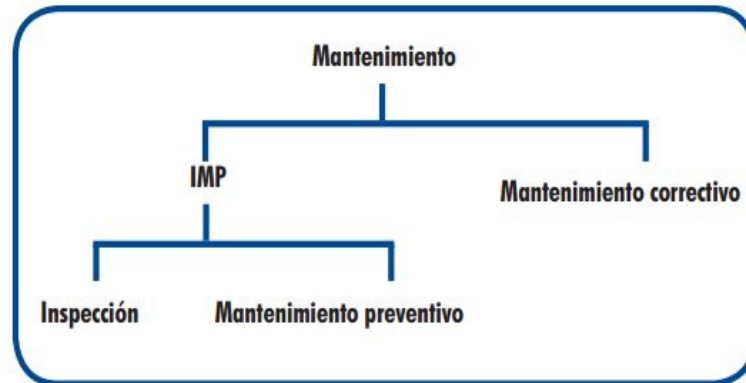 Mantenimiento
IMP
Mantenimiento correctivo
Inspección
Mantenimiento preventivo